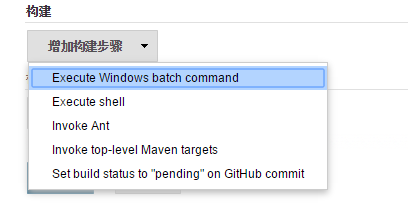 构建
增加构建步骤
Execute Windows batch command
Execute shell
Invoke Ant
Invoke top-level Maven targets
Set build status to "pending" on GitHub commit